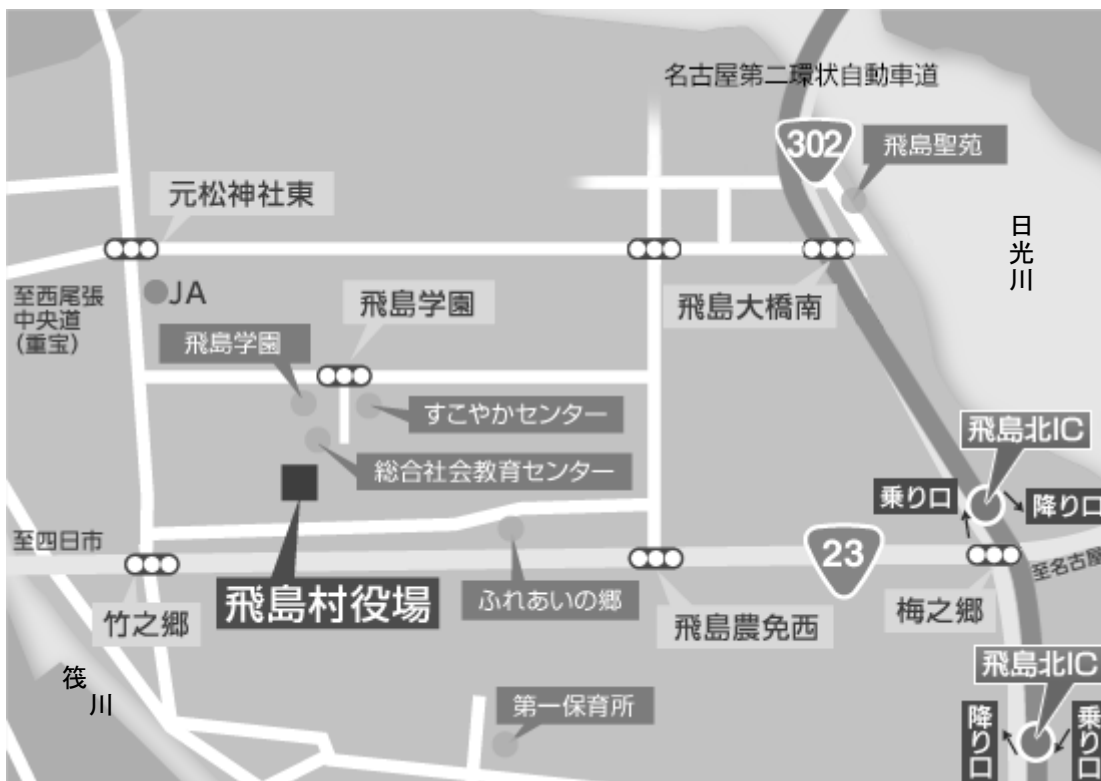 名古屋第二環状自動車道
302
飛島聖苑
元松神社東
日光川
至西尾張
中央道
(重宝)
JA
飛島学園
飛島大橋南
飛島学園
すこやかセンター
飛島北IC
総合社会教育センター
乗り口
降り口
至四日市
23
至名古屋
飛島村役場
ふれあいの郷
竹之郷
飛島農免西
梅之郷
筏川
飛島北IC
第一保育所
降り口
乗り口